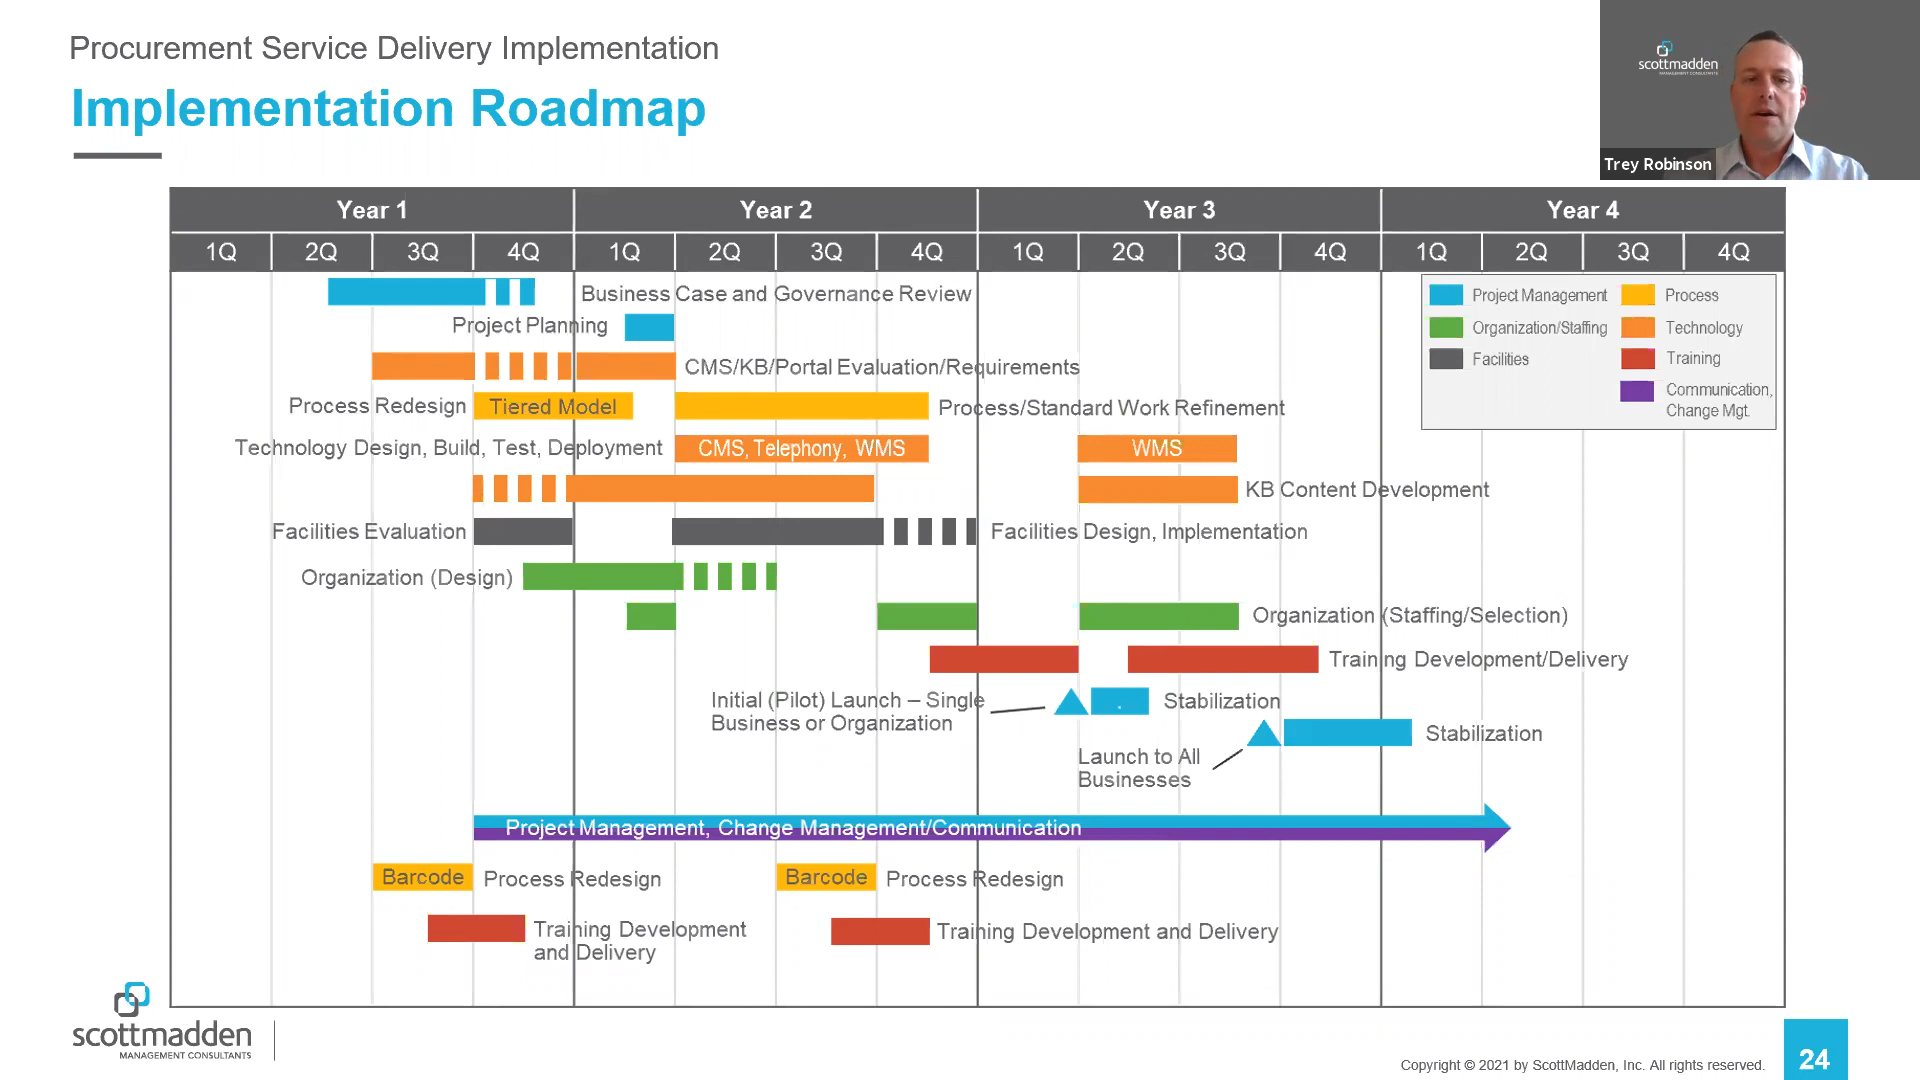 Procurement Service Delivery Implementation
Implementation Roadmap
scottmadden
MANAGEMENT CONSULTANTS
Trey Robinson
Year 1 Year 2 Year 3 Year 4
1Q 2Q 3Q 4Q 1Q 2Q 3Q 4Q 1Q 2Q 3Q 4Q 1Q 2Q 3Q 4Q
Business Case and Governance Review
Project Management Process
Organization/Staffing Technology
Facilities Training
Communication,
Change Mgt.
Project Planning
CMS/KB/Portal Evaluation/Requirements
Process Redesign Tiered Model Process/Standard Work Refinement
Technology Design, Build, Test, Deployment CMS, Telephony, WMS WMS
KB Content Development
Facilities Evaluation Facilities Design, Implementation
Organization (Design)
Organization (Staffing/Selection)
Training Development/Delivery
Initial (Pilot) Launch – Single
Business or Organization
Stabilization
Stabilization
Launch to All
Businesses
Project Management, Change Management/Communication
Barcode Process Redesign Barcode Process Redesign
Training Development
and Delivery
Training Development and Delivery
scottmadden
MANAGEMENT CONSULTANTS
Copyright © 2021 by ScottMadden, Inc. All rights reserved.
24